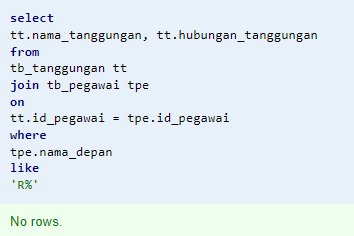 select
tt.nama_tanggungan, tt.hubungan_tanggungan
from
tb_tanggungan tt
join tb_pegawai tpe
on
tt.id_pegawai = tpe.id_pegawai
where
tpe.nama_depan
like
'R%'
No rows.